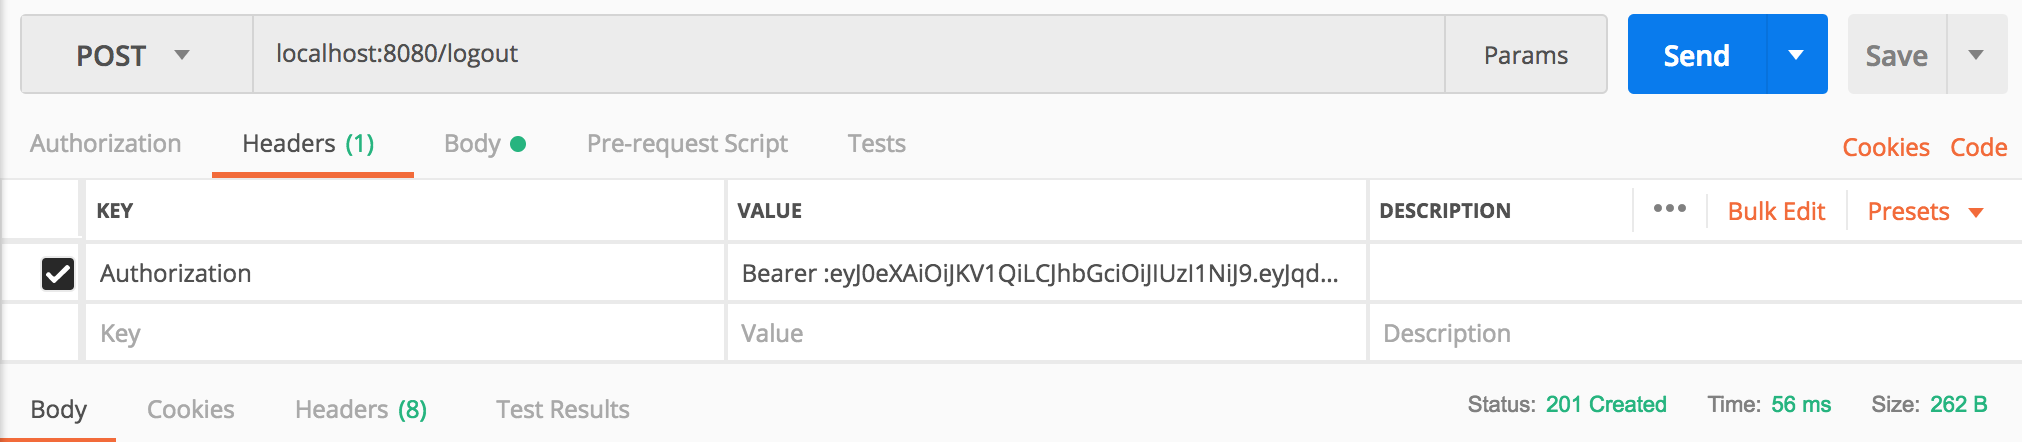 POST localhost:8080/logout Params Send Save
Authorization Headers (1) Body Pre-request Script Tests Cookies Code
KEY VALUE DESCRIPTION ••• Bulk Edit Presets
Authorization Bearer :eyJ0eXAiOiJKV1QiLCJhbGciOiJIUzI1NiJ9.eyJqd...
Key Value Description
Body Cookies Headers (8) Test Results Status: 201 Created Time: 56 ms Size: 262 B